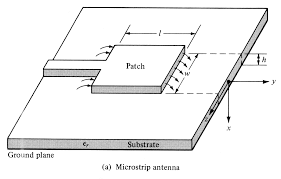 l
Patch
w
h
y
x
εr Substrate
Ground plane
(a) Microstrip antenna